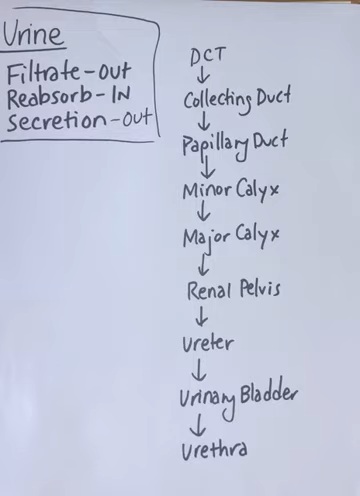 Urine
Filtrate-out
Reabsorb-IN
Secretion-out
DCT
↓
Collecting Duct
↓
Papillary Duct
↓
Minor Calyx
↓
Major Calyx
↓
Renal Pelvis
↓
Ureter
↓
Urinary Bladder
↓
Urethra